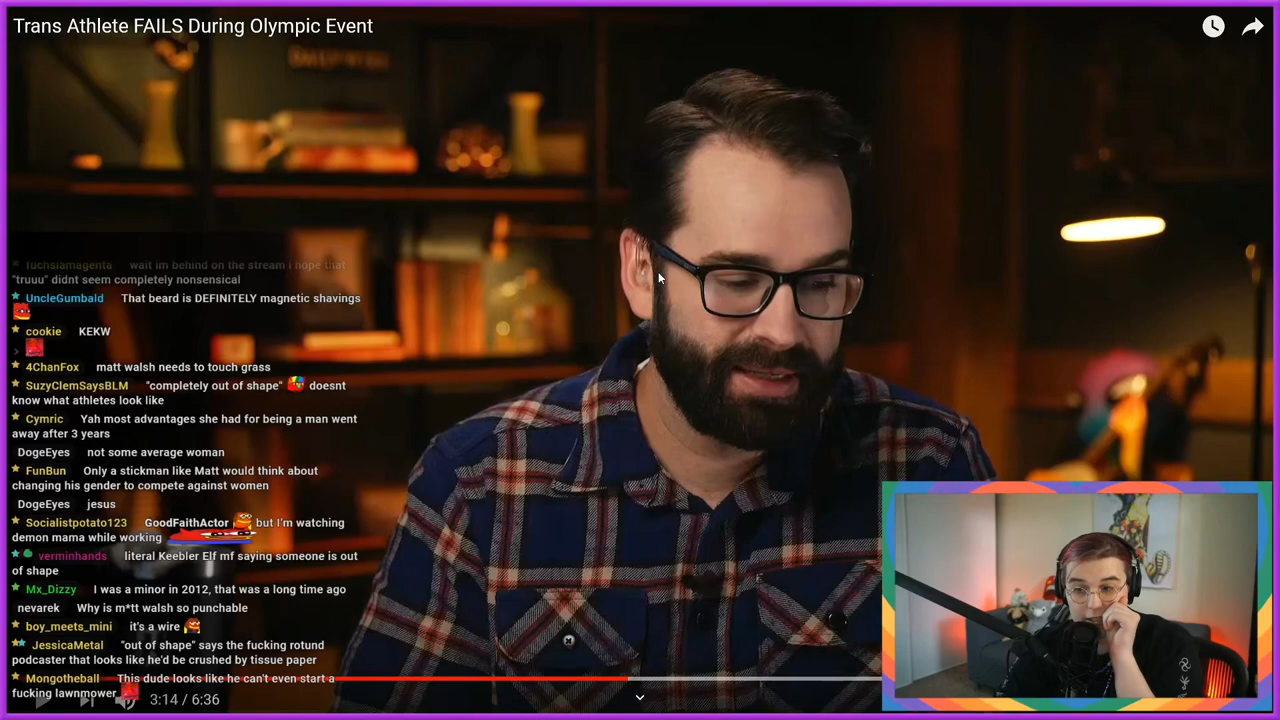 Trans Athlete FAILS During Olympic Event
fuchsiamagenta wait im behind on the stream i hope that
"truuu" didnt seem completely nonsensical
UncleGumbald That beard is DEFINITELY magnetic shavings
cookie KEKW
4ChanFox matt walsh needs to touch grass
SuzyClemSaysBLM "completely out of shape" doesnt
know what athletes look like
Cymric Yah most advantages she had for being a man went
away after 3 years
DogeEyes not some average woman
FunBun Only a stickman like Matt would think about
changing his gender to compete against women
DogeEyes jesus
Socialistpotato123 GoodFaithActor but I'm watching
demon mama while working
verminhands literal Keebler Elf mf saying someone is out
of shape
Mx_Dizzy I was a minor in 2012, that was a long time ago
nevarek Why is m*tt walsh so punchable
boy_meets_mini it's a wire
JessicaMetal "out of shape" says the fucking rotund
podcaster that looks like he'd be crushed by tissue paper
Mongotheball This dude looks like he can't even start a
fucking lawnmower
3:14 / 6:36